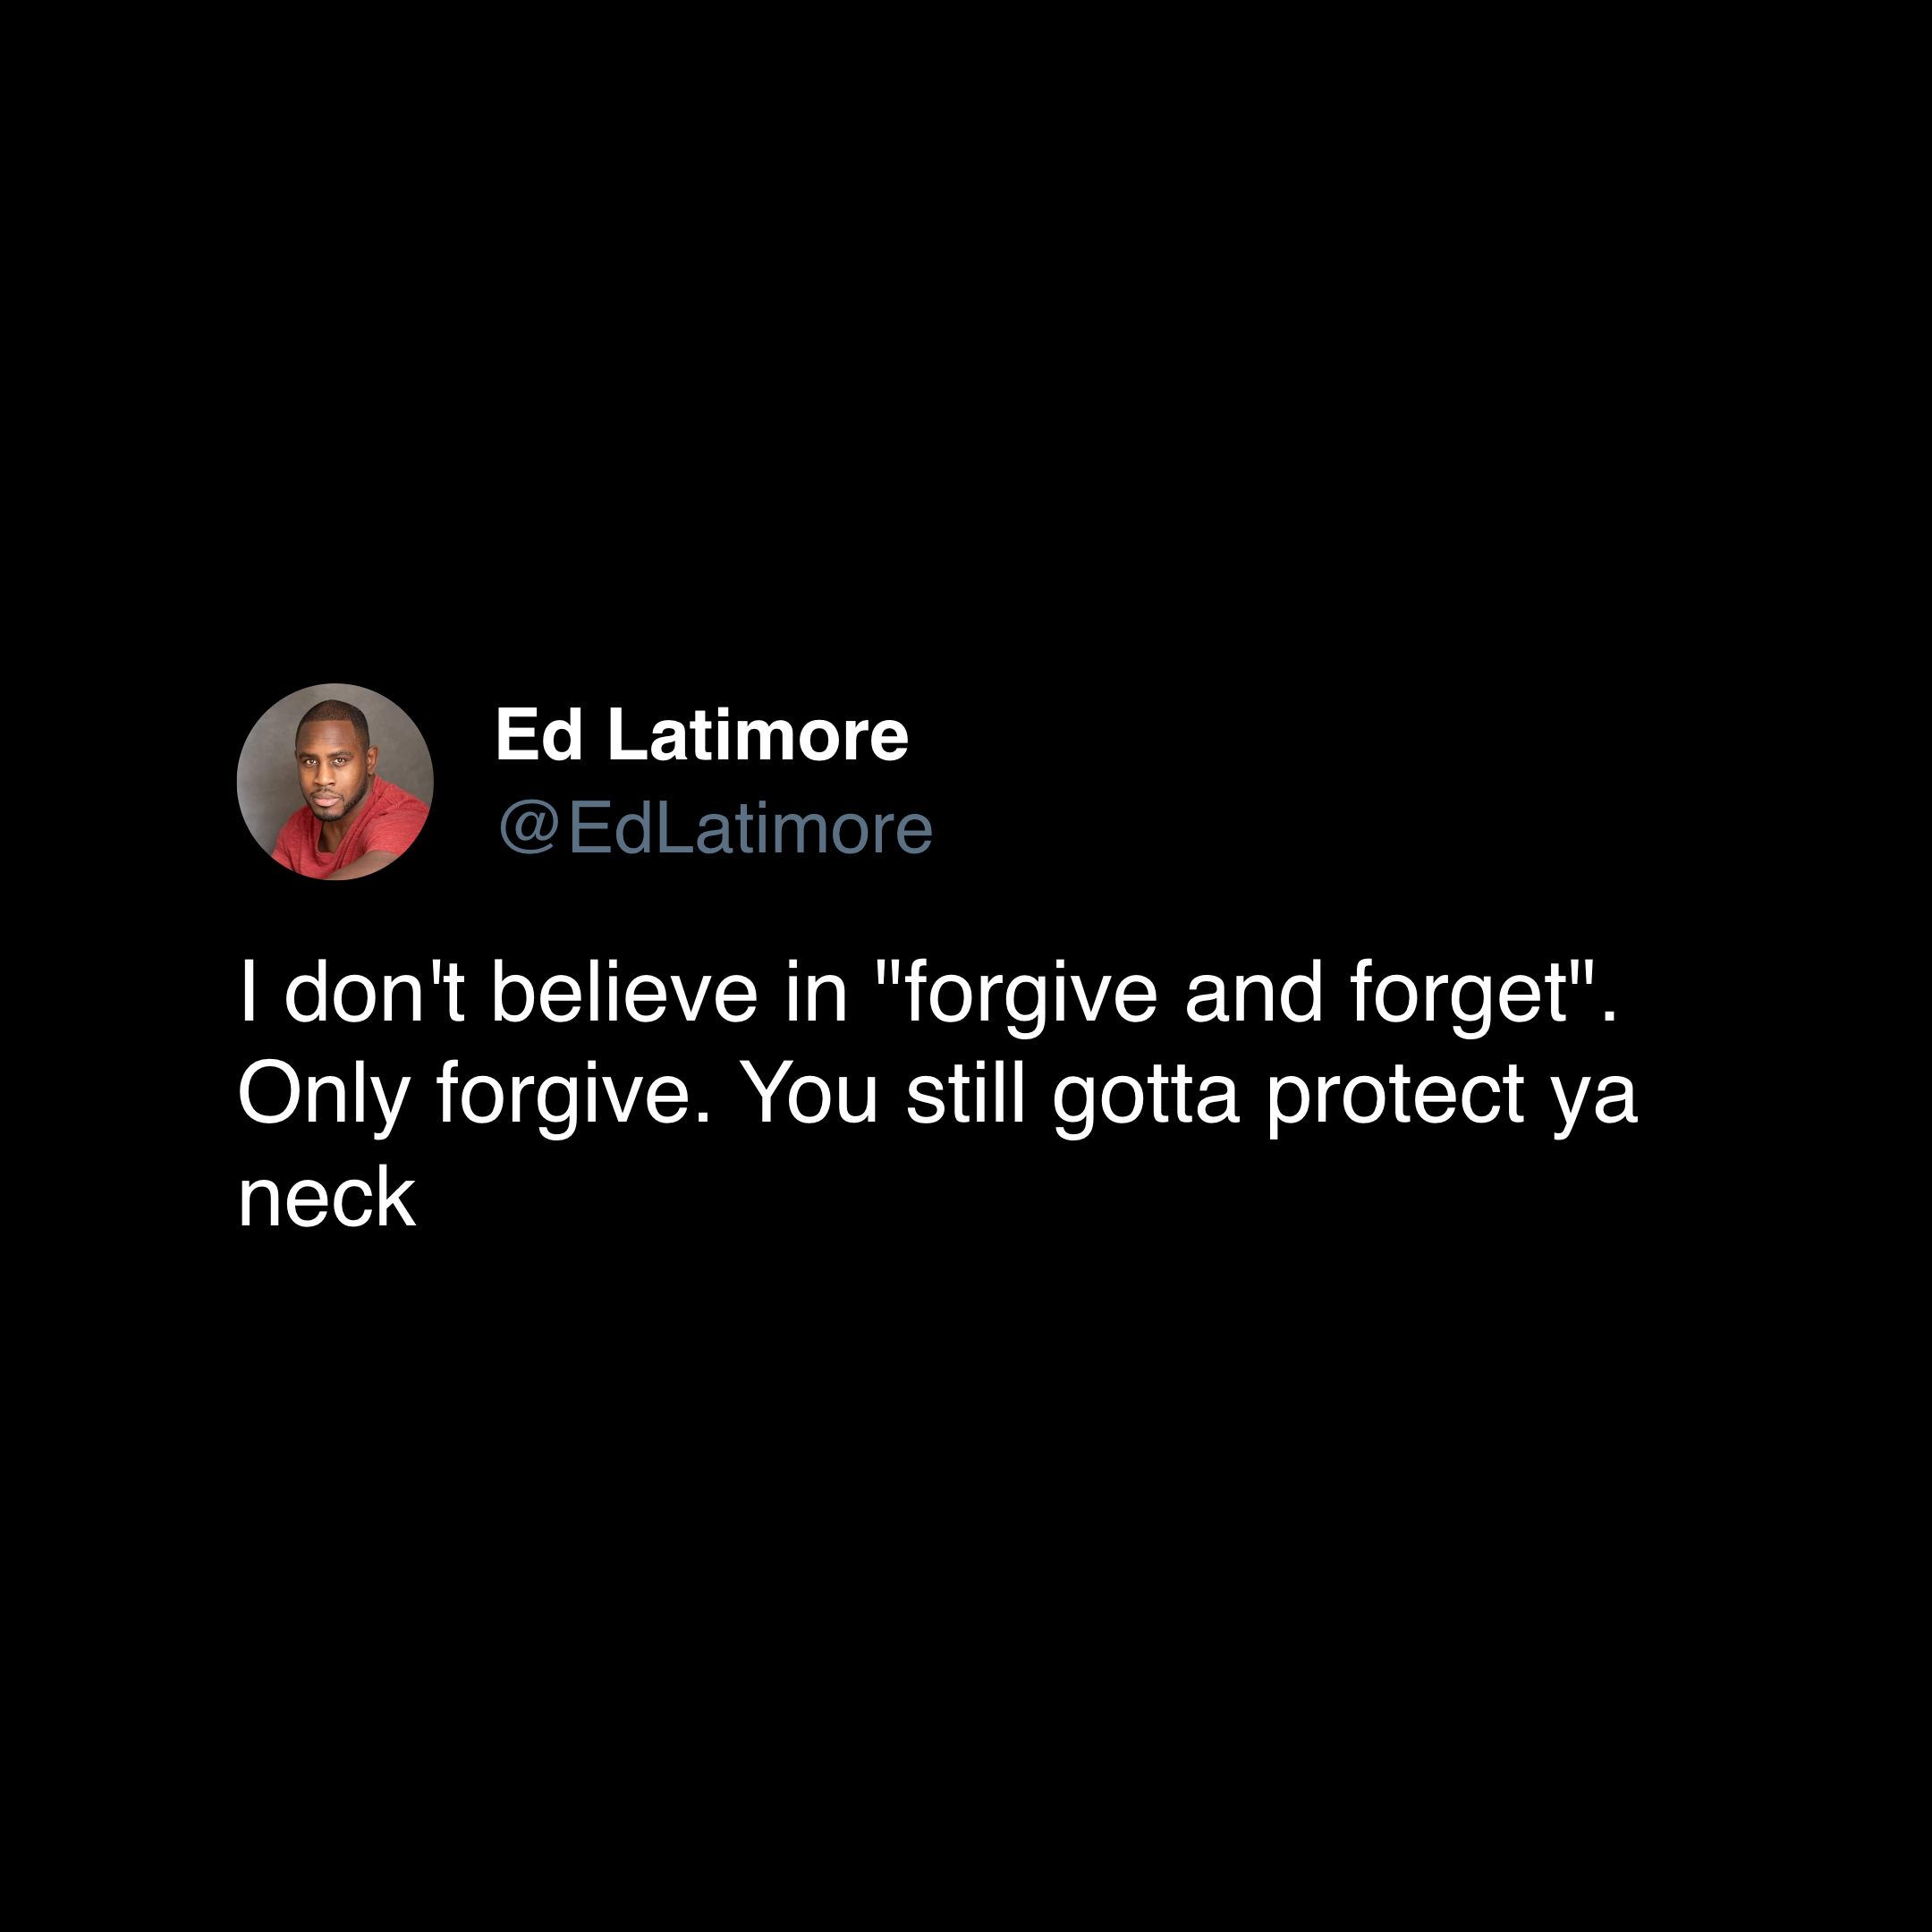 Ed Latimore
@EdLatimore
I don't believe in "forgive and forget".
Only forgive. You still gotta protect ya
neck